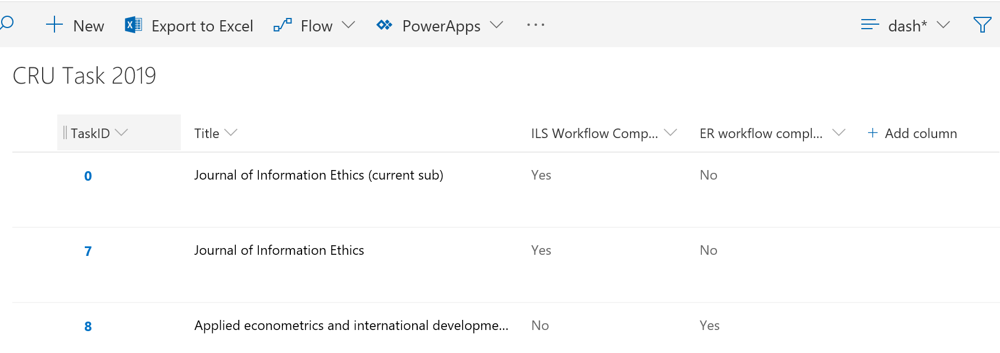 New Export to Excel Flow PowerApps ... dash*
CRU Task 2019
TaskID Title ILS Workflow Comp... ER workflow compl... + Add column
0 Journal of Information Ethics (current sub) Yes No
7 Journal of Information Ethics Yes No
8 Applied econometrics and international developme... No Yes